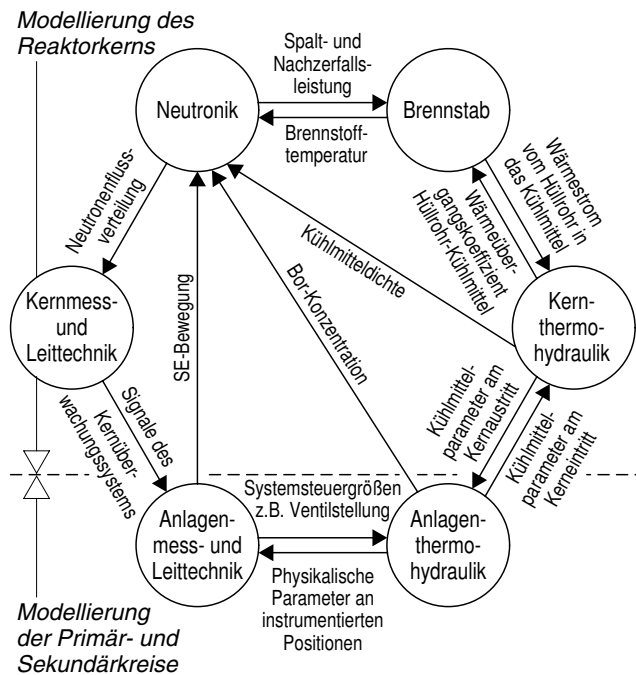 Modellierung des
Reaktorkerns
Spalt- und
Nachzerfalls-
leistung
Neutronik
Brennstab
Brennstoff-
temperatur
Neutronenfluss-
verteilung
Wärmestrom
vom Hüllrohr in
das Kühlmittel
Wärmeüber-
gangskoeffizient
Hüllrohr-Kühlmittel
Kühlmitteldichte
Kernmess-
und
Leittechnik
SE-Bewegung
Bor-Konzentration
Kern-
thermo-
hydraulik
Signale des
Kernüber-
wachungssystems
Kühlmittel-
parameter am
Kernaustritt
Kühlmittel-
parameter am
Kerneintritt
Systemsteuergrößen
z.B. Ventilstellung
Anlagen-
mess- und
Leittechnik
Anlagen-
thermo-
hydraulik
Physikalische
Parameter an
instrumentierten
Positionen
Modellierung
der Primär- und
Sekundärkreise